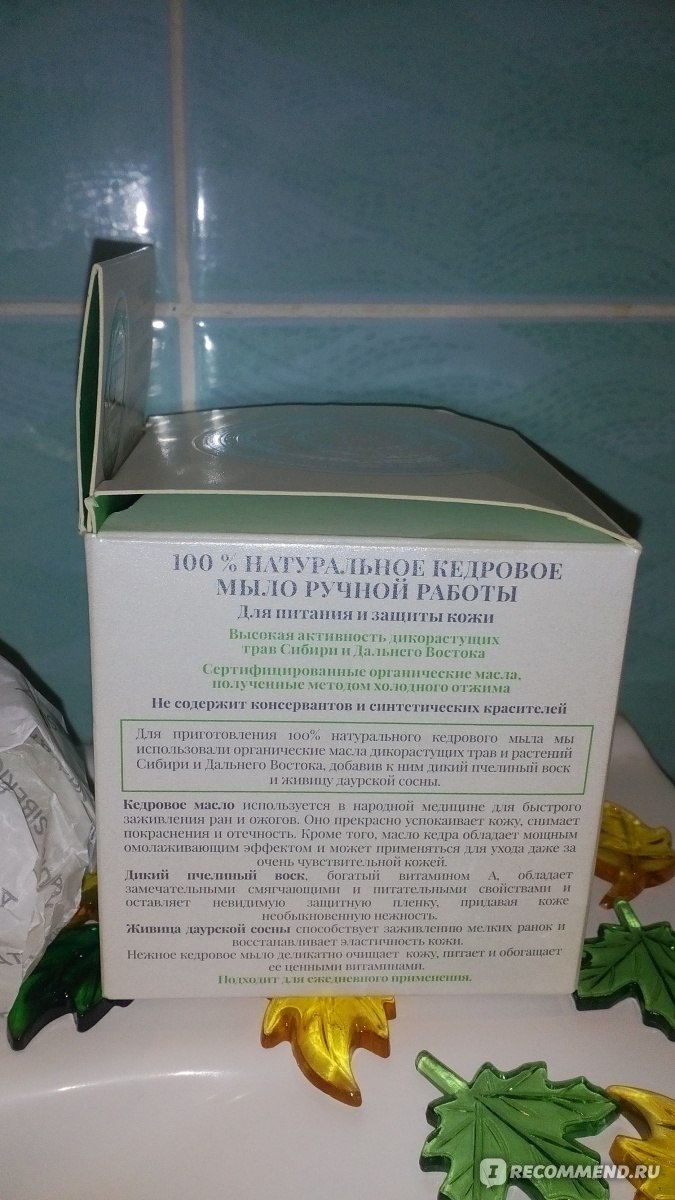 100 % НАТУРАЛЬНОЕ КЕДРОВОЕ
МЫЛО РУЧНОЙ РАБОТЫ
Для питания и защиты кожи
Высокая активность дикорастущих
трав Сибири и Дальнего Востока
Сертифицированные органические масла,
полученные методом холодного отжима
Не содержит консервантов и синтетических красителей
Для приготовления 100% натурального кедрового мыла мы
использовали органические масла дикорастущих трав и растений
Сибири и Дальнего Востока, добавив к ним дикий пчелиный воск
и живицу даурской сосны.
Кедровое масло используется в народной медицине для быстрого
заживления ран и ожогов. Оно прекрасно успокаивает кожу, снимает
покраснения и отечность. Кроме того, масло кедра обладает мощным
омолаживающим эффектом и может применяться для ухода даже за
очень чувствительной кожей.
Дикий пчелиный воск, богатый витамином А, обладает
замечательными смягчающими и питательными свойствами и
оставляет невидимую защитную пленку, придавая коже
необыкновенную нежность.
Живица даурской сосны способствует заживлению мелких ранок и
восстанавливает эластичность кожи.
Нежное кедровое мыло деликатно очищает кожу, питает и обогащает
ее ценными витаминами.
Подходит для ежедневного применения.
IRECOMMEND.RU